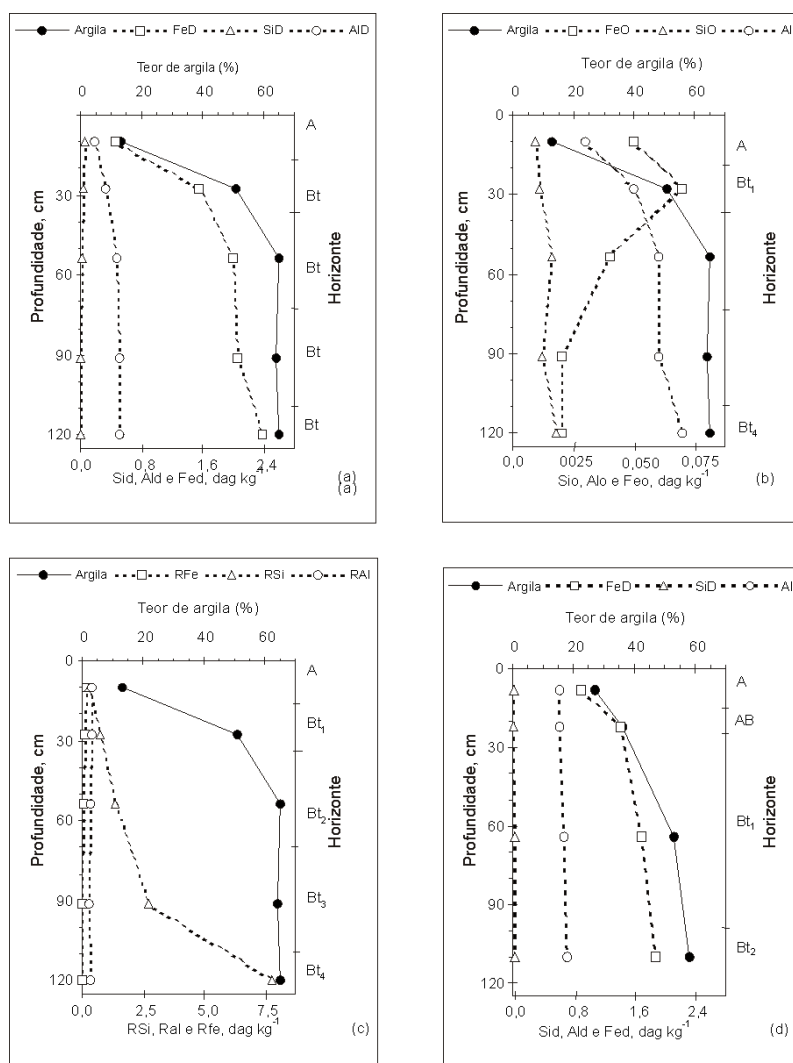 Argila FeD SiD AlD
Teor de argila (%)
0 20 40 60
0
30
60
90
120
Profundidade, cm
A
Bt
Bt
Bt
Bt
Horizonte
0,0 0,8 1,6 2,4
Sid, Ald e Fed, dag kg-1
(a)
(a)
Argila FeO SiO Al
Teor de argila (%)
0 20 40 60
0
30
60
90
120
Profundidade, cm
A
Bt1
Bt4
Horizonte
0,0 0025 0,050 0,075
Sio, Alo e Feo, dag kg-1
(b)
Argila RFe RSi RAl
Teor de argila (%)
0 20 40 60
0
30
60
90
120
Profundidade, cm
A
Bt1
Bt2
Bt3
Bt4
Horizonte
0,0 2,5 5,0 7,5
RSi, Ral e Rfe, dag kg-1
(c)
Argila FeD SiD Al
Teor de argila (%)
0 20 40 60
0
30
60
90
120
Profundidade, cm
A
AB
Bt1
Bt2
Horizonte
0,0 0,8 1,6 2,4
Sid, Ald e Fed, dag kg-1
(d)